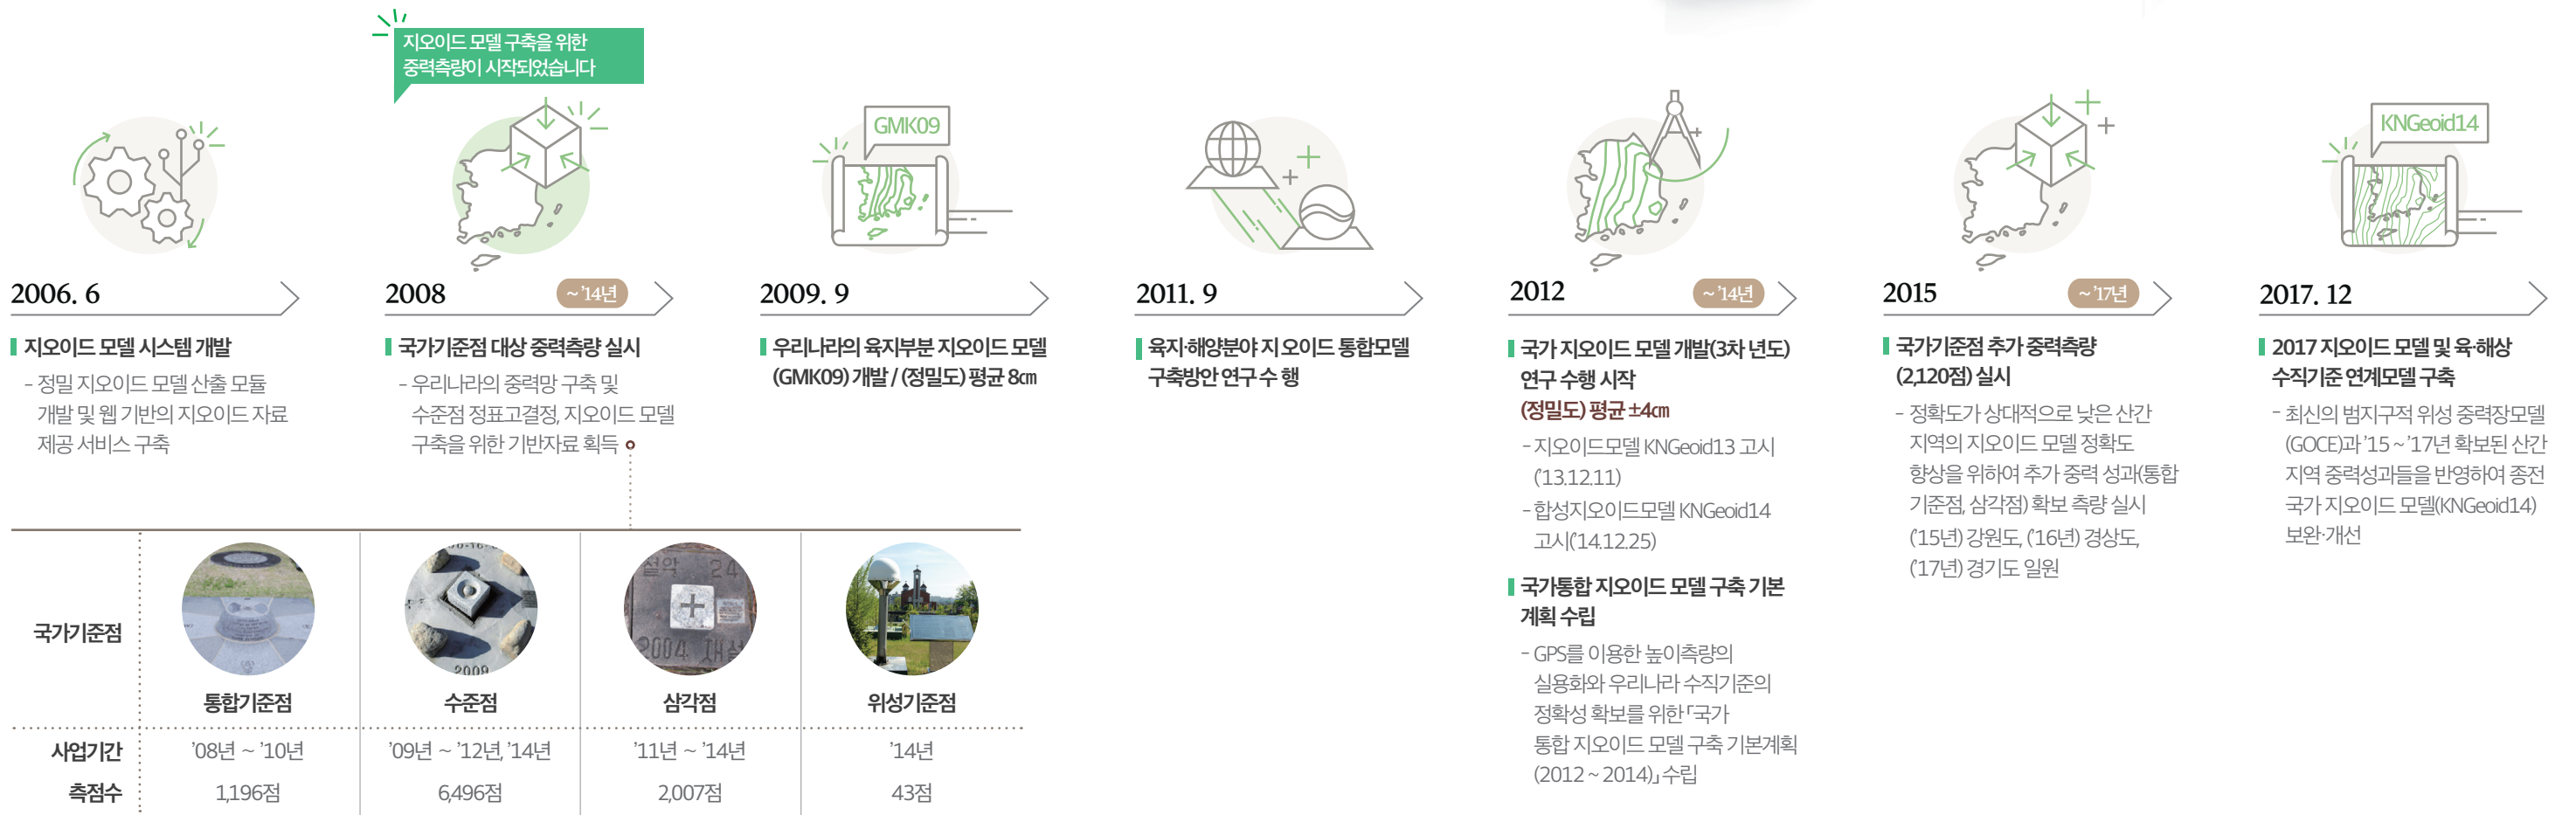 지오이드 모델 구축을 위한
중력측량이 시작되었습니다
2006. 6
지오이드 모델 시스템 개발
- 정밀 지오이드 모델 산출 모듈
개발 및 웹 기반의 지오이드 자료
제공 서비스 구축
2008
~ ’14년
국가기준점 대상 중력측량 실시
- 우리나라의 중력망 구축 및
수준점 정표고결정, 지오이드 모델
구축을 위한 기반자료 획득
GMK09
2009. 9
우리나라의 육지부분 지오이드 모델
(GMK09) 개발 / (정밀도) 평균 8㎝
2011. 9
육지·해양분야 지 오이드 통합모델
구축방안 연구 수 행
2012
~ ’14년
국가 지오이드 모델 개발(3차 년도)
연구 수행 시작
(정밀도) 평균 ±4㎝
- 지오이드모델 KNGeoid13 고시
(’13.12.11)
- 합성지오이드모델 KNGeoid14
고시(’14.12.25)
국가통합 지오이드 모델 구축 기본
계획 수립
- GPS를 이용한 높이측량의
실용화와 우리나라 수직기준의
정확성 확보를 위한 「국가
통합 지오이드 모델 구축 기본계획
(2012 ~ 2014)」 수립
2015
~ ’17년
국가기준점 추가 중력측량
(2,120점) 실시
- 정확도가 상대적으로 낮은 산간
지역의 지오이드 모델 정확도
향상을 위하여 추가 중력 성과(통합
기준점, 삼각점) 확보 측량 실시
(’15년) 강원도, (’16년) 경상도,
(’17년) 경기도 일원
KNGeoid14
2017. 12
2017 지오이드 모델 및 육·해상
수직기준 연계모델 구축
- 최신의 범지구적 위성 중력장모델
(GOCE)과 ’15 ~ ’17년 확보된 산간
지역 중력성과들을 반영하여 종전
국가 지오이드 모델(KNGeoid14)
보완·개선
국가기준점
2009
설악 24
2004 재설
통합기준점 수준점 삼각점 위성기준점
사업기간 ’08년 ~ ’10년 ’09년 ~ ’12년, ’14년 ’11년 ~ ’14년 ’14년
측점수 1,196점 6,496점 2,007점 43점